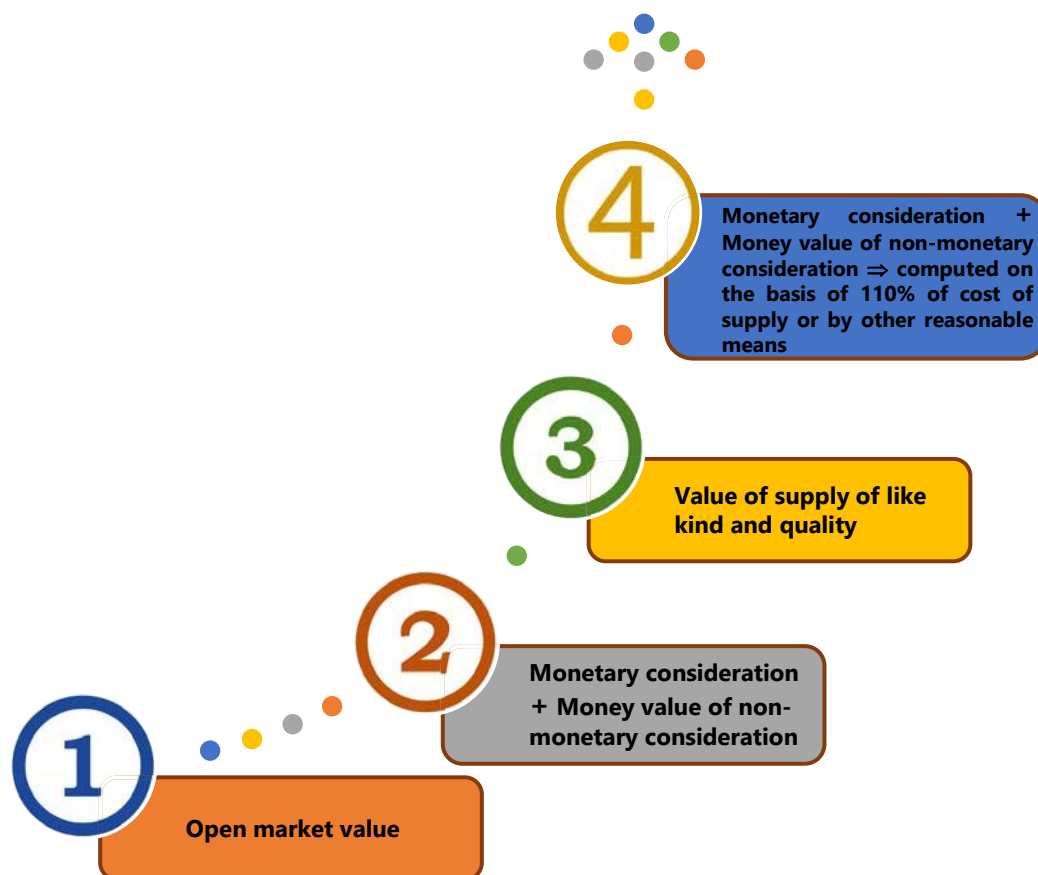 4
Monetary consideration +
Money value of non-monetary
consideration ⇒ computed on
the basis of 110% of cost of
supply or by other reasonable
means
3
Value of supply of like
kind and quality
2
Monetary consideration
+ Money value of non-
monetary consideration
1
Open market value